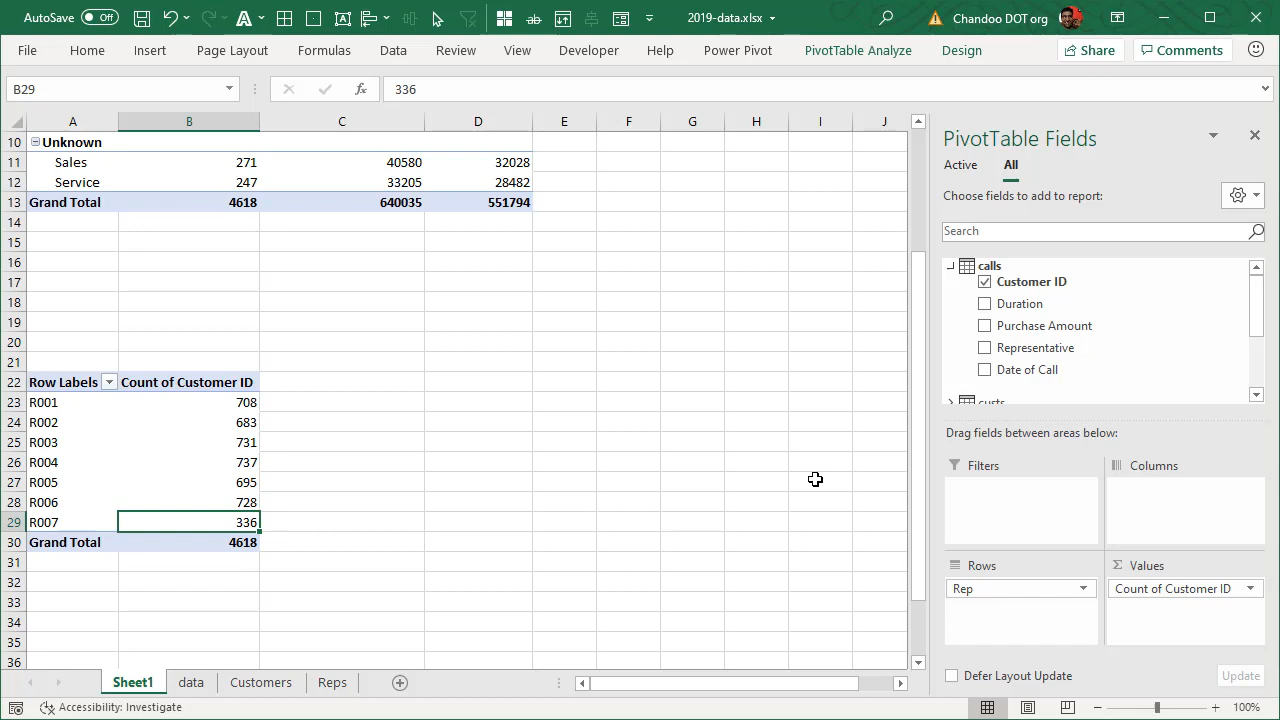 AutoSave Off 2019-data.xlsx Chandoo DOT org
File Home Insert Page Layout Formulas Data Review View Developer Help Power Pivot PivotTable Analyze Design Share Comments
B29 fx 336
A B C D E F G H I J
10 Unknown
11 Sales 271 40580 32028
12 Service 247 33205 28482
13 Grand Total 4618 640035 551794
14
15
16
17
18
19
20
21
22 Row Labels Count of Customer ID
23 R001 708
24 R002 683
25 R003 731
26 R004 737
27 R005 695
28 R006 728
29 R007 336
30 Grand Total 4618
31
32
33
34
35
36
Sheet1 data Customers Reps
Accessibility: Investigate 100%
PivotTable Fields
Active All
Choose fields to add to report:
Search
calls
Customer ID
Duration
Purchase Amount
Representative
Date of Call
custs
Drag fields between areas below:
Filters Columns
Rows Σ Values
Rep Count of Customer ID
Defer Layout Update Update